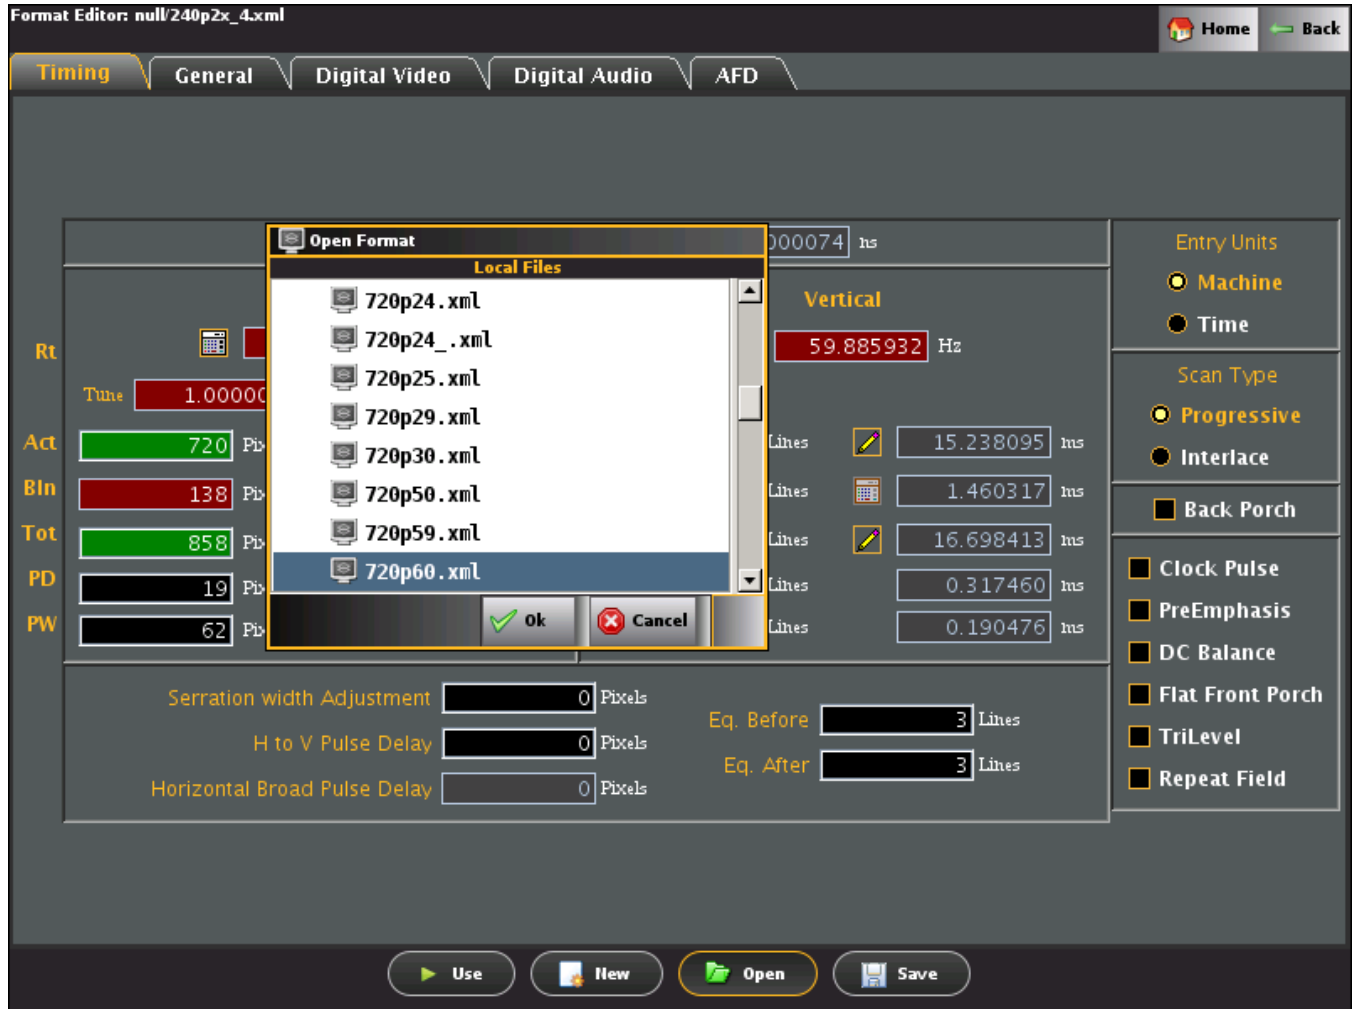 Format Editor: null/240p2x_4.xml
Home
Back
Timing
General
Digital Video
Digital Audio
AFD
Open Format
000074 ns
Local Files
720p24.xml
720p24_.xml
720p25.xml
720p29.xml
720p30.xml
720p50.xml
720p59.xml
720p60.xml
Ok
Cancel
Vertical
Rt
59.885932 Hz
Tune 1.00000
Act 720
Lines 15.238095 ms
Bln 138
Lines 1.460317 ms
Tot 858
Lines 16.698413 ms
PD 19
Lines 0.317460 ms
PW 62
Lines 0.190476 ms
Serration width Adjustment 0 Pixels
H to V Pulse Delay 0 Pixels
Horizontal Broad Pulse Delay 0 Pixels
Eq. Before 3 Lines
Eq. After 3 Lines
Entry Units
Machine
Time
Scan Type
Progressive
Interlace
Back Porch
Clock Pulse
PreEmphasis
DC Balance
Flat Front Porch
TriLevel
Repeat Field
Use
New
Open
Save